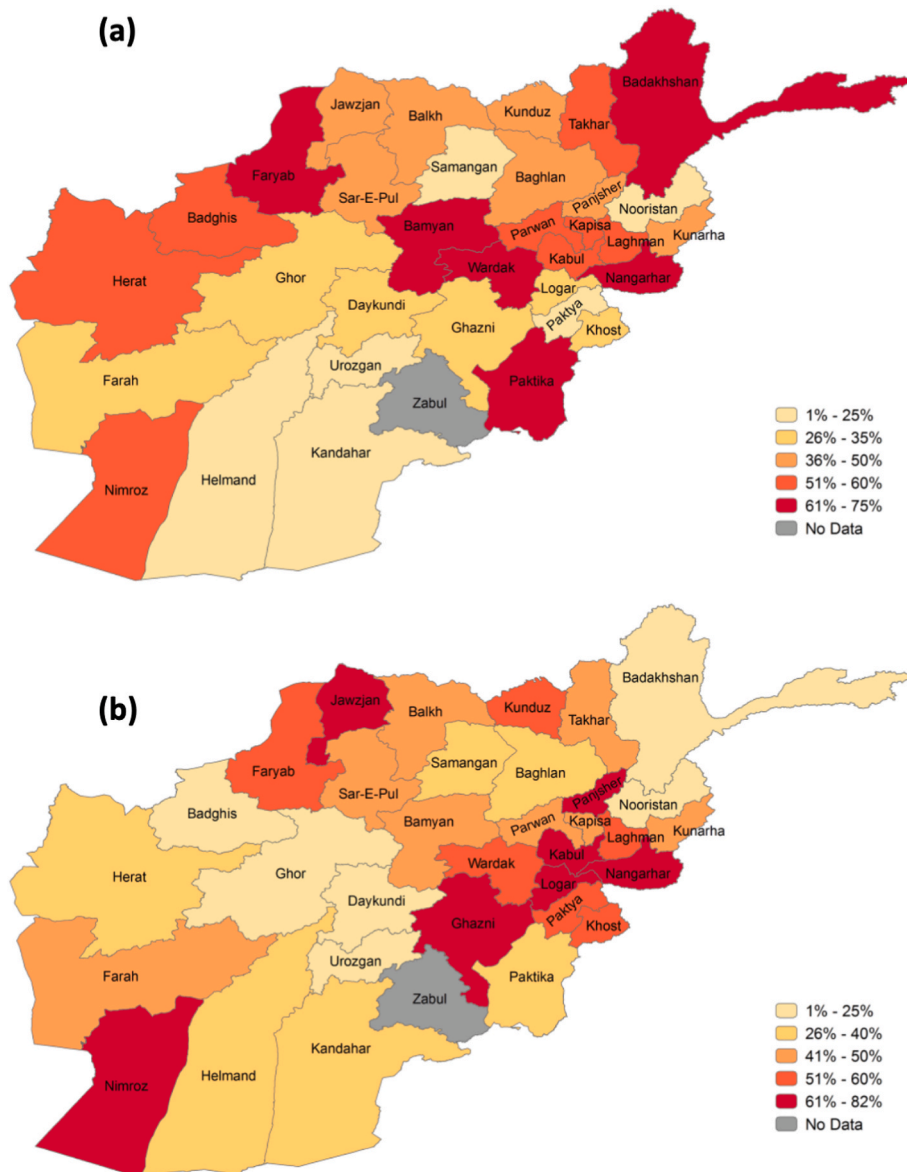 (a)
Badakhshan
Jawzjan
Balkh
Kunduz
Takhar
Samangan
Faryab
Baghlan
Sar-E-Pul
Panjsher
Nooristan
Badghis
Bamyan
Parwan
Kapisa
Kunarha
Laghman
Kabul
Wardak
Nangarhar
Herat
Ghor
Logar
Daykundi
Paktya
Ghazni
Khost
Urozgan
Farah
Paktika
Zabul
Kandahar
Helmand
Nimroz
1% - 25%
26% - 35%
36% - 50%
51% - 60%
61% - 75%
No Data
(b)
Badakhshan
Jawzjan
Balkh
Kunduz
Takhar
Samangan
Baghlan
Faryab
Sar-E-Pul
Panjsher
Nooristan
Badghis
Bamyan
Parwan
Kapisa
Kunarha
Laghman
Kabul
Wardak
Nangarhar
Herat
Ghor
Logar
Daykundi
Paktya
Ghazni
Khost
Urozgan
Farah
Paktika
Zabul
Kandahar
Helmand
Nimroz
1% - 25%
26% - 40%
41% - 50%
51% - 60%
61% - 82%
No Data